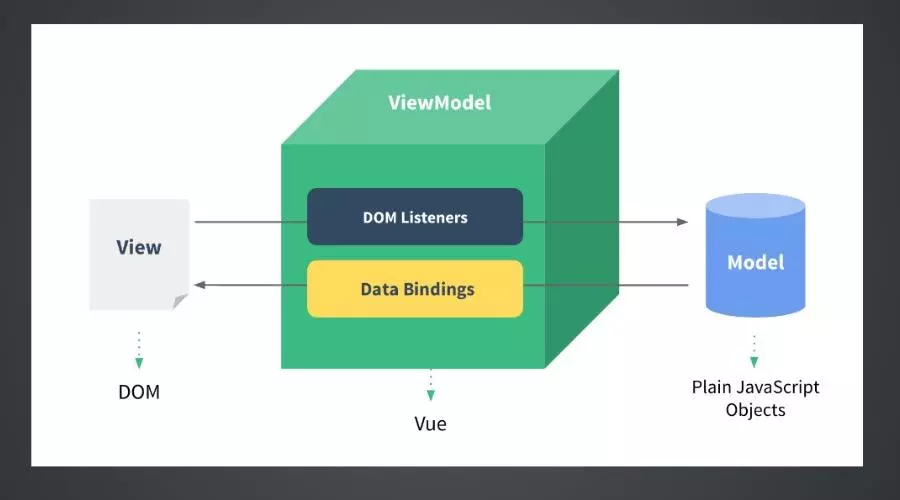 ViewModel
DOM Listeners
View
Model
Data Bindings
DOM
Vue
Plain JavaScript
Objects